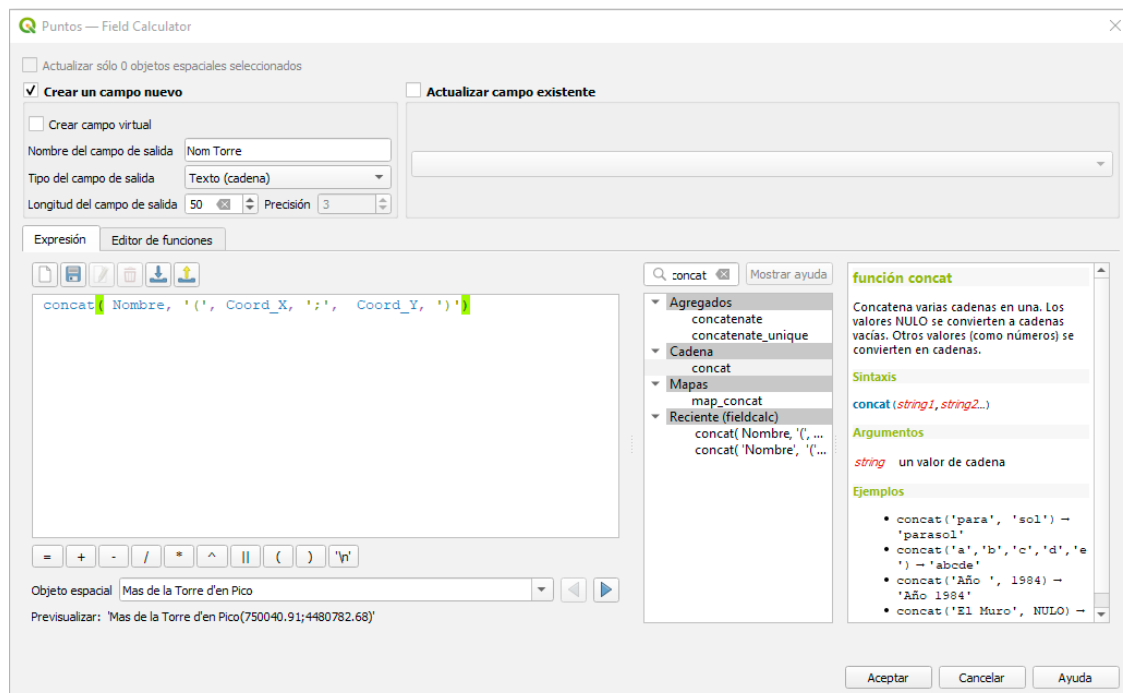 Puntos — Field Calculator
Actualizar sólo 0 objetos espaciales seleccionados
Crear un campo nuevo
Actualizar campo existente
Crear campo virtual
Nombre del campo de salida Nom Torre
Tipo del campo de salida Texto (cadena)
Longitud del campo de salida 50 Precisión 3
Expresión Editor de funciones
concat( Nombre, '(', Coord_X, ';', Coord_Y, ')')
= + - / * ^ || ( ) '\n'
Objeto espacial Mas de la Torre d'en Pico
Previsualizar: 'Mas de la Torre d'en Pico(750040.91;4480782.68)'
concat Mostrar ayuda
Agregados
concatenate
concatenate_unique
Cadena
concat
Mapas
map_concat
Reciente (fieldcalc)
concat( Nombre, '(', ...
concat( 'Nombre', '('...
función concat
Concatena varias cadenas en una. Los
valores NULO se convierten a cadenas
vacías. Otros valores (como números) se
convierten en cadenas.
Sintaxis
concat(string1,string2...)
Argumentos
string un valor de cadena
Ejemplos
• concat('para', 'sol') →
'parasol'
• concat('a','b','c','d','e
') → 'abcde'
• concat('Año ', 1984) →
'Año 1984'
• concat('El Muro', NULO) →
Aceptar Cancelar Ayuda